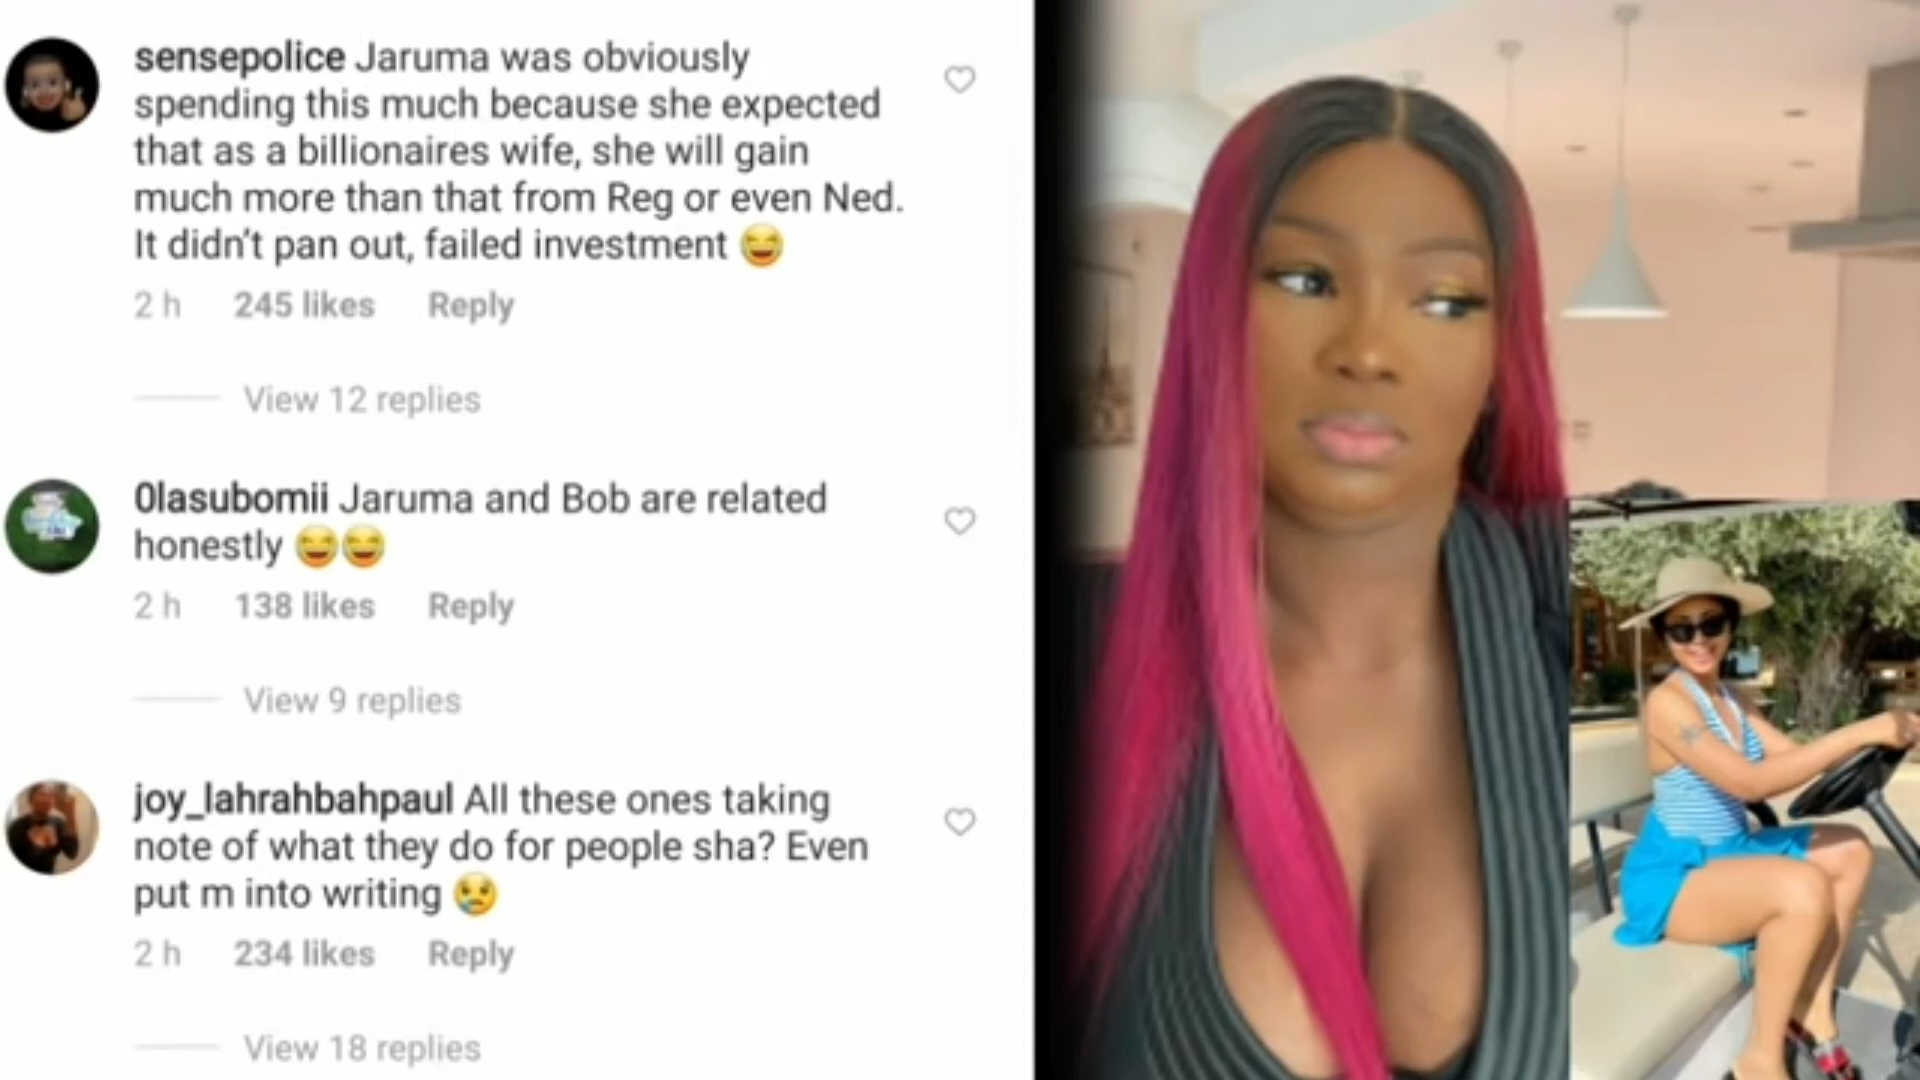 sensepolice Jaruma was obviously
spending this much because she expected
that as a billionaires wife, she will gain
much more than that from Reg or even Ned.
It didn't pan out, failed investment 😅
2 h 245 likes Reply
View 12 replies
0lasubomii Jaruma and Bob are related
honestly 😅😅
2 h 138 likes Reply
View 9 replies
joy_lahrahbahpaul All these ones taking
note of what they do for people sha? Even
put m into writing 😢
2 h 234 likes Reply
View 18 replies